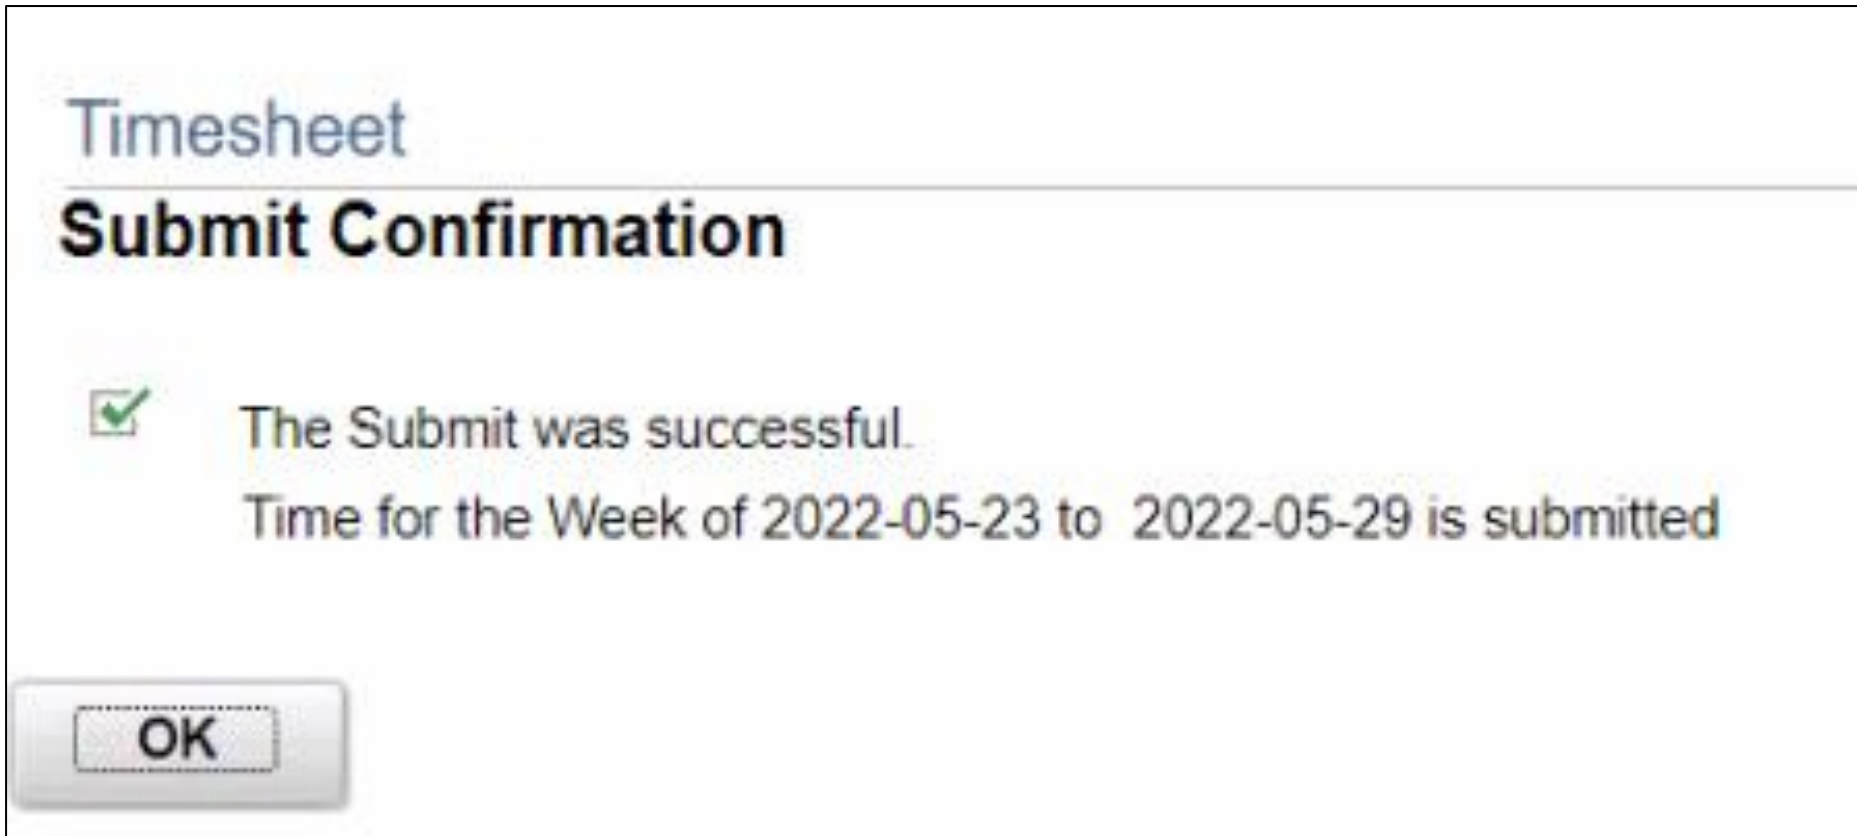 Timesheet
Submit Confirmation
The Submit was successful.
Time for the Week of 2022-05-23 to 2022-05-29 is submitted
OK